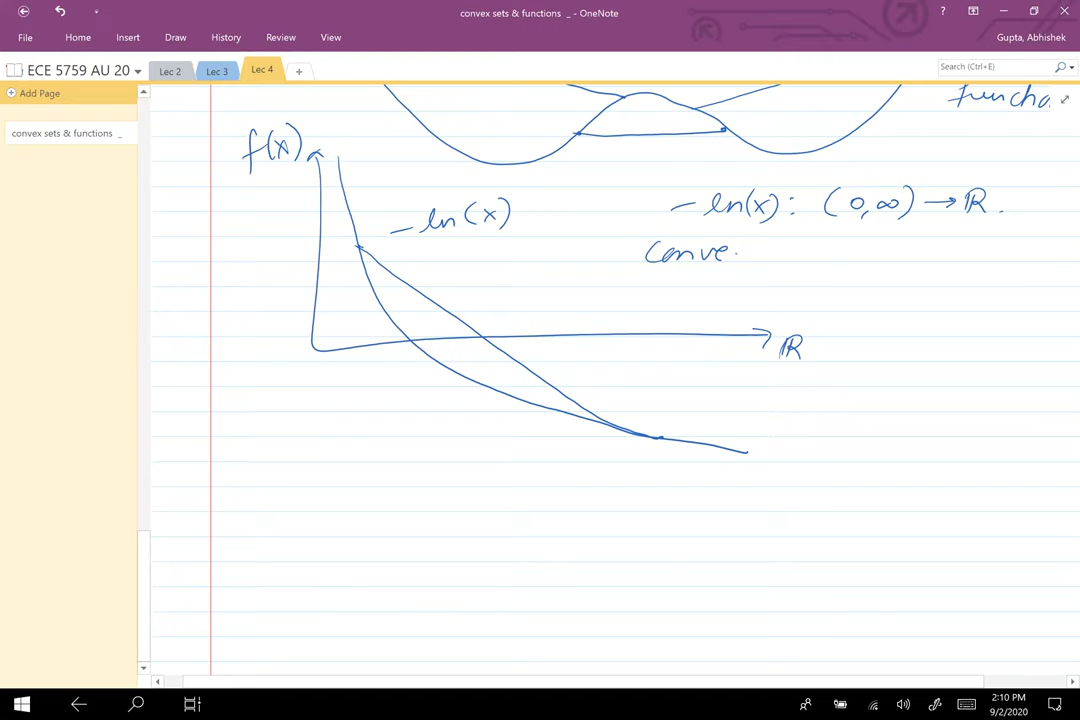 convex sets & functions _ - OneNote
?
File Home Insert Draw History Review View
Gupta, Abhishek
ECE 5759 AU 20 Lec 2 Lec 3 Lec 4 +
Search (Ctrl+E)
Add Page
convex sets & functions _
f(x)
- ln(x)
- ln(x) : (0,∞) → ℝ.
conve
ℝ
2:10 PM
9/2/2020